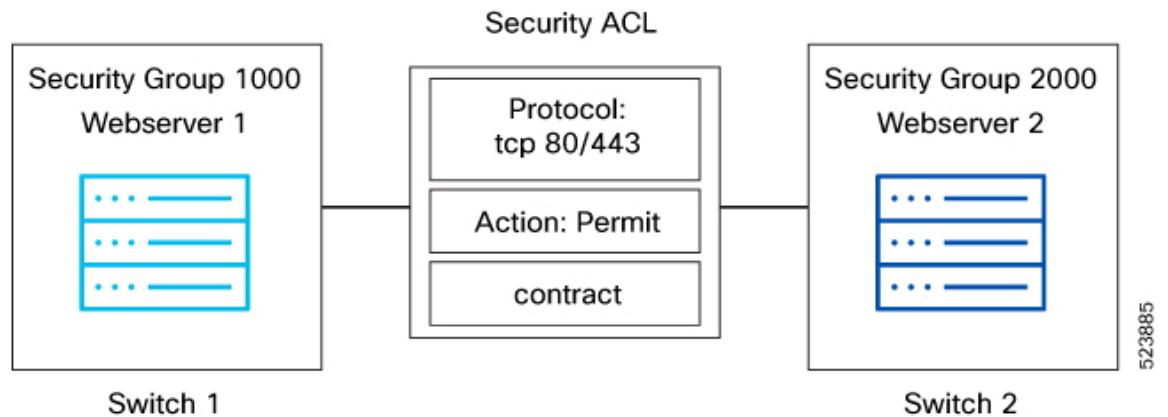 Security ACL
Security Group 1000
Webserver 1
Protocol:
tcp 80/443
Action: Permit
contract
Security Group 2000
Webserver 2
Switch 1
Switch 2
523885